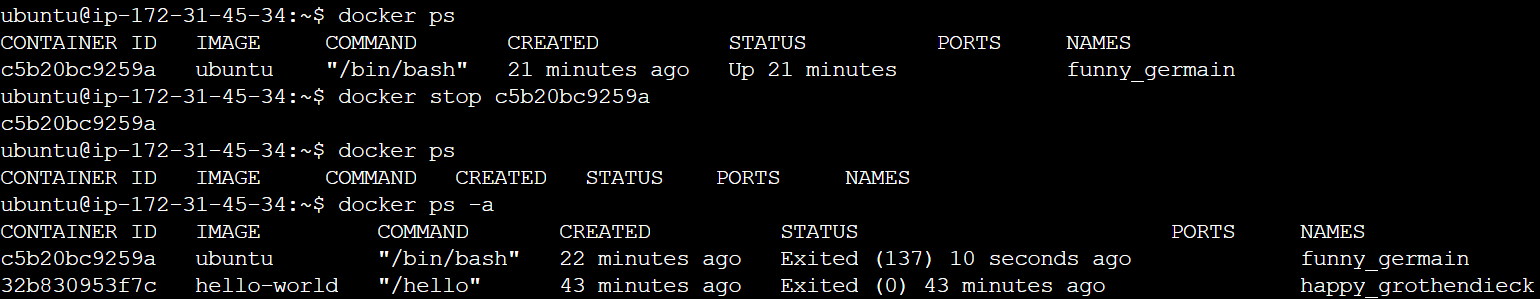 ubuntu@ip-172-31-45-34:~$ docker ps
CONTAINER ID   IMAGE     COMMAND       CREATED          STATUS          PORTS     NAMES
c5b20bc9259a   ubuntu    "/bin/bash"   21 minutes ago   Up 21 minutes             funny_germain
ubuntu@ip-172-31-45-34:~$ docker stop c5b20bc9259a
c5b20bc9259a
ubuntu@ip-172-31-45-34:~$ docker ps
CONTAINER ID   IMAGE     COMMAND   CREATED   STATUS    PORTS     NAMES
ubuntu@ip-172-31-45-34:~$ docker ps -a
CONTAINER ID   IMAGE         COMMAND       CREATED          STATUS                        PORTS     NAMES
c5b20bc9259a   ubuntu        "/bin/bash"   22 minutes ago   Exited (137) 10 seconds ago             funny_germain
32b830953f7c   hello-world   "/hello"      43 minutes ago   Exited (0) 43 minutes ago               happy_grothendieck